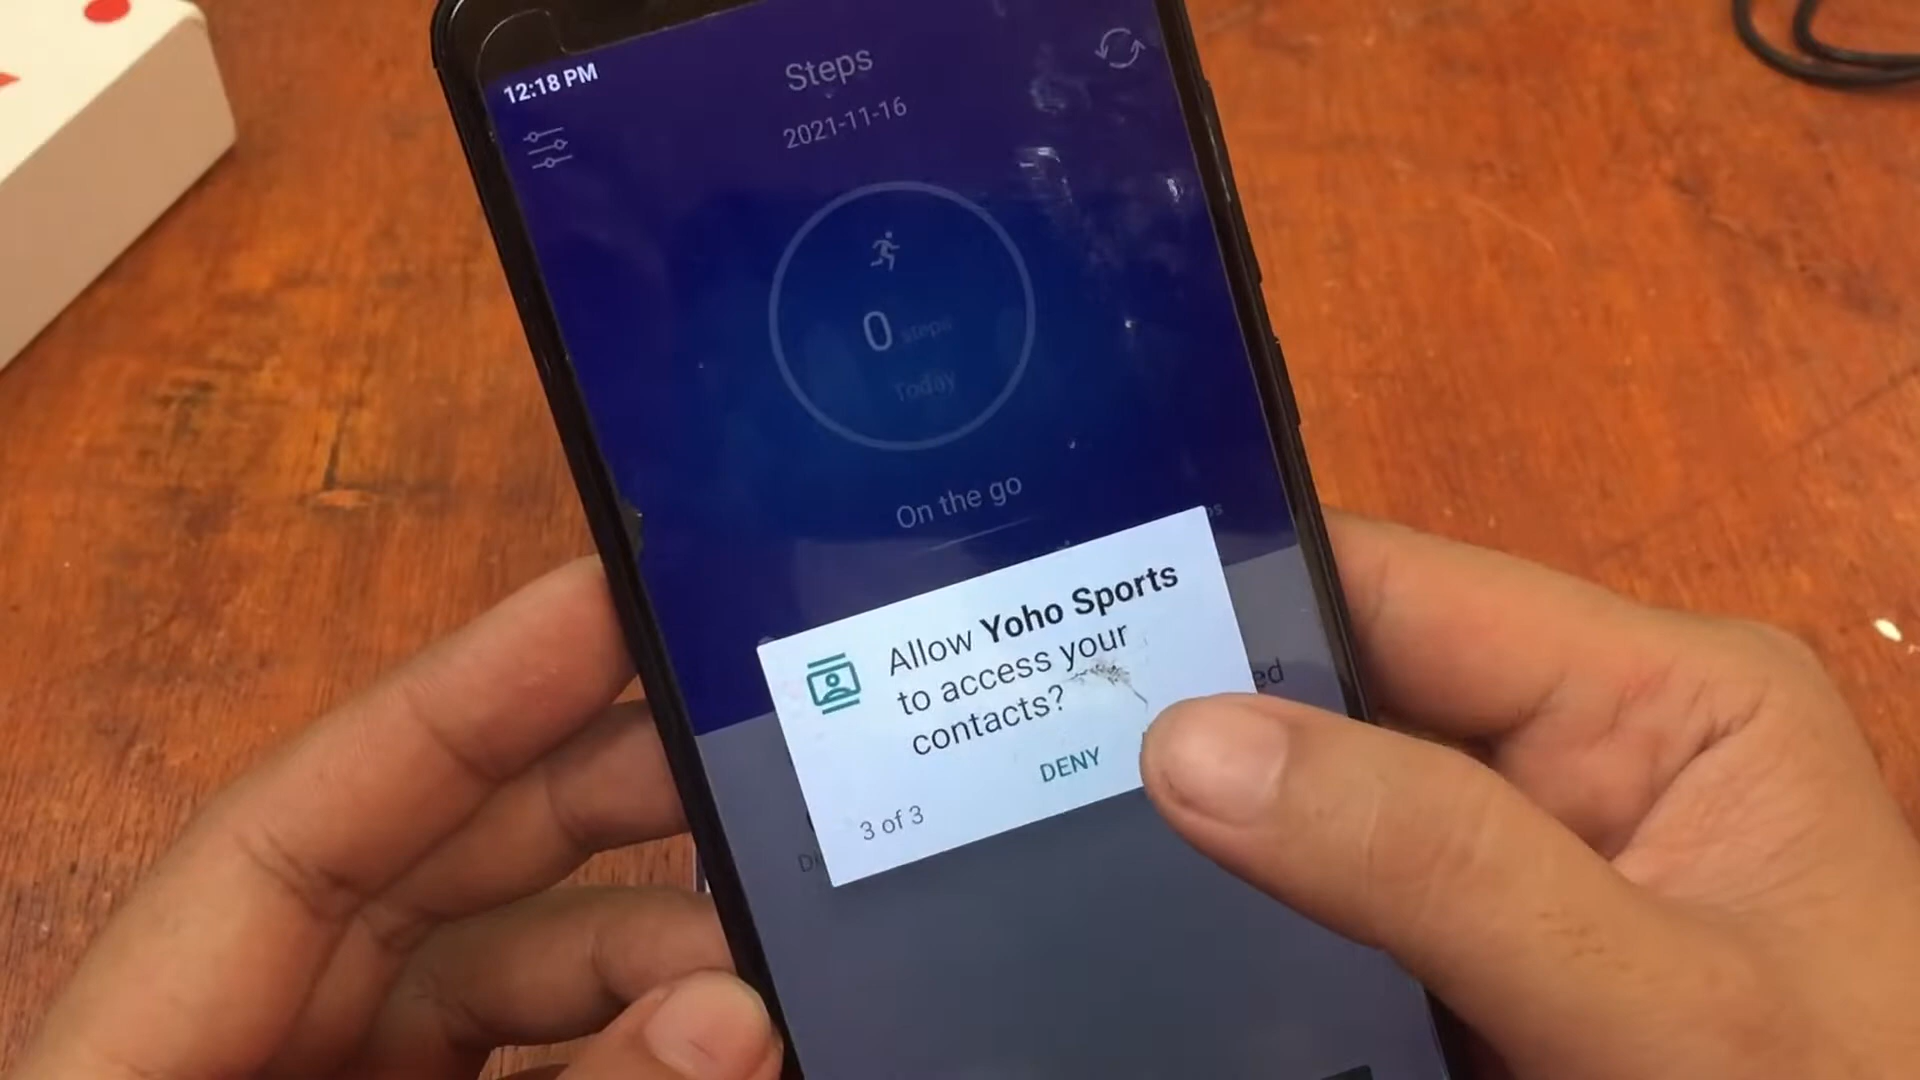 12:18 PM
Steps
2021-11-16
0 steps
Today
On the go
Allow Yoho Sports
to access your
contacts?
DENY
3 of 3